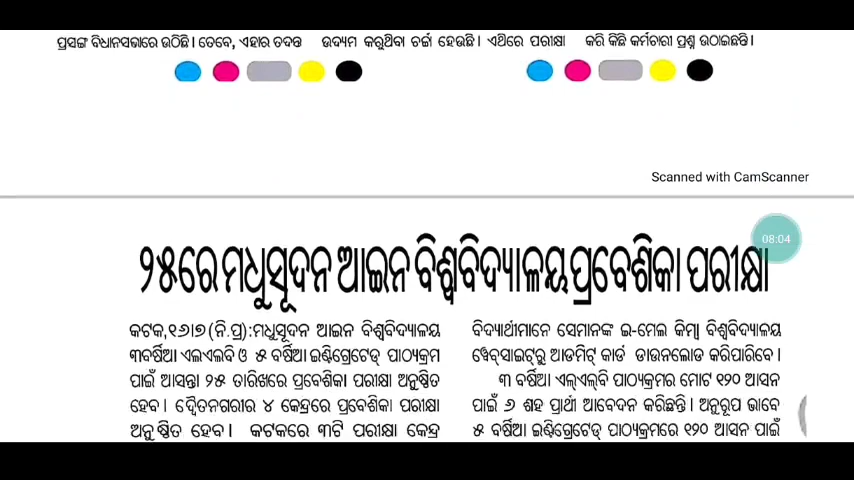 ପ୍ରସଙ୍ଗ ବିଧାନସଭାରେ ଉଠିଛି। ତେବେ, ଏହାର ତଦନ୍ତ
ଉଦ୍ୟମ କରୁଥିବା ଚର୍ଚ୍ଚା ହେଉଛି। ଏଥିରେ ପରୀକ୍ଷା
କରି କିଛି କର୍ମଚାରୀ ପ୍ରଶ୍ନ ଉଠାଇଛନ୍ତି।
Scanned with CamScanner
08:04
୨୫ରେ ମଧୁସୂଦନ ଆଇନ ବିଶ୍ୱବିଦ୍ୟାଳୟ ପ୍ରବେଶିକା ପରୀକ୍ଷା
କଟକ,୧୬।୭(ନି.ପ୍ର):ମଧୁସୂଦନ ଆଇନ ବିଶ୍ୱବିଦ୍ୟାଳୟ
୩ବର୍ଷିଆ ଏଲଏଲବି ଓ ୫ ବର୍ଷିଆ ଇଣ୍ଟିଗ୍ରେଟେଡ୍ ପାଠ୍ୟକ୍ରମ
ପାଇଁ ଆସନ୍ତା ୨୫ ତାରିଖରେ ପ୍ରବେଶିକା ପରୀକ୍ଷା ଅନୁଷ୍ଠିତ
ହେବ। ଦ୍ୱୈତନଗରୀର ୪ କେନ୍ଦ୍ରରେ ପ୍ରବେଶିକା ପରୀକ୍ଷା
ଅନୁଷ୍ଠିତ ହେବ। କଟକରେ ୩ଟି ପରୀକ୍ଷା କେନ୍ଦ୍ର
ବିଦ୍ୟାର୍ଥୀମାନେ ସେମାନଙ୍କ ଇ-ମେଲ କିମ୍ବା ବିଶ୍ୱବିଦ୍ୟାଳୟ
ୱେବସାଇଟ୍‌ରୁ ଆଡମିଟ୍ କାର୍ଡ ଡାଉନଲୋଡ କରିପାରିବେ।
୩ ବର୍ଷିଆ ଏଲ୍‌ଏଲ୍‌ବି ପାଠ୍ୟକ୍ରମର ମୋଟ ୧୨୦ ଆସନ
ପାଇଁ ୬ ଶହ ପ୍ରାର୍ଥୀ ଆବେଦନ କରିଛନ୍ତି। ଅନୁରୂପ ଭାବେ
୫ ବର୍ଷିଆ ଇଣ୍ଟିଗ୍ରେଟେଡ୍ ପାଠ୍ୟକ୍ରମରେ ୧୨୦ ଆସନ ପାଇଁ